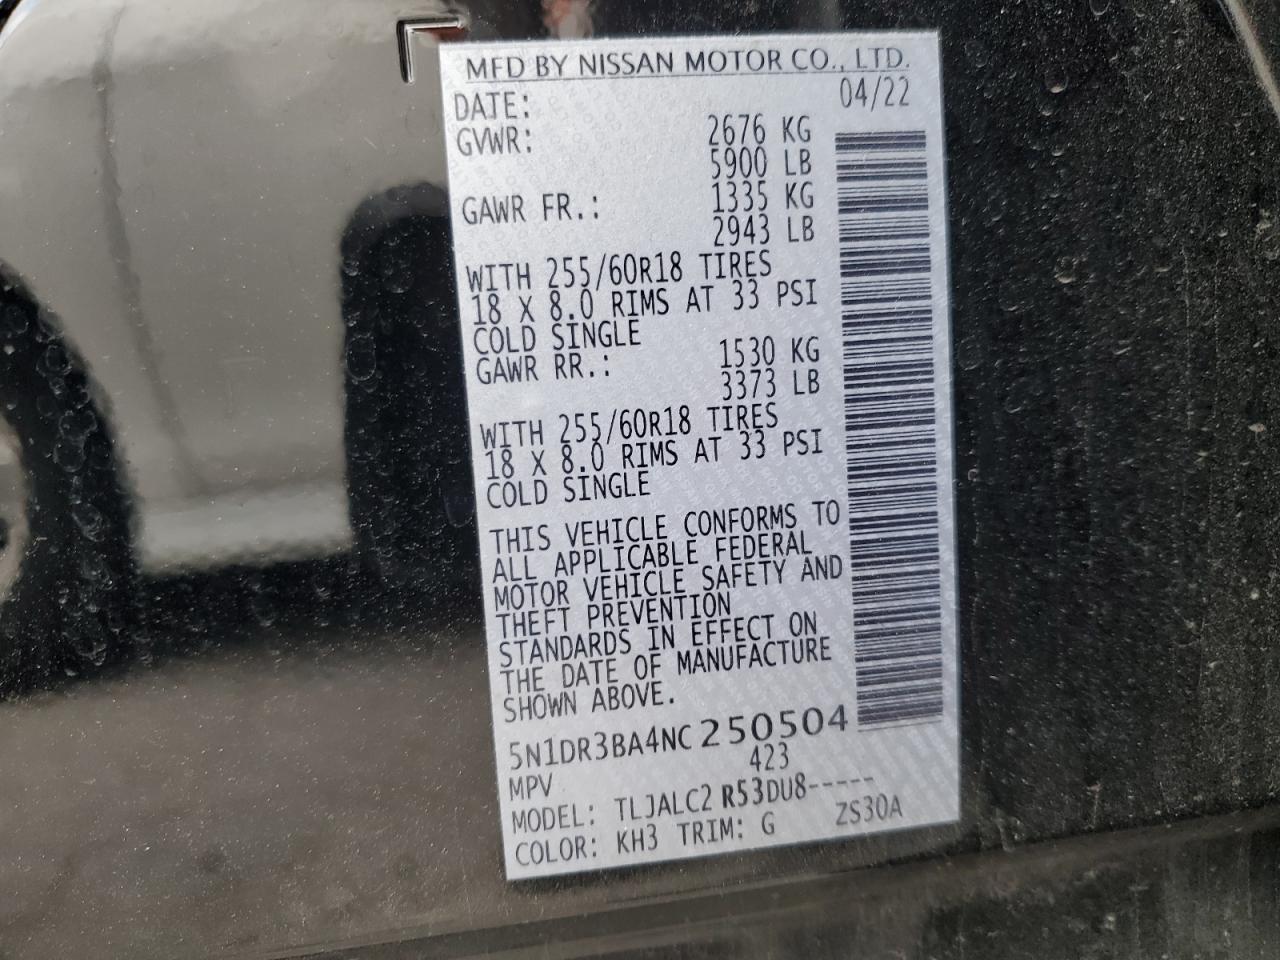 MFD BY NISSAN MOTOR CO., LTD.
DATE: 04/22
GVWR: 2676 KG
5900 LB
GAWR FR.: 1335 KG
2943 LB
WITH 255/60R18 TIRES
18 X 8.0 RIMS AT 33 PSI
COLD SINGLE
GAWR RR.: 1530 KG
3373 LB
WITH 255/60R18 TIRES
18 X 8.0 RIMS AT 33 PSI
COLD SINGLE
THIS VEHICLE CONFORMS TO
ALL APPLICABLE FEDERAL
MOTOR VEHICLE SAFETY AND
THEFT PREVENTION
STANDARDS IN EFFECT ON
THE DATE OF MANUFACTURE
SHOWN ABOVE.
5N1DR3BA4NC250504
MPV 423
MODEL: TLJALC2 R53DU8-----
COLOR: KH3 TRIM: G ZS30A